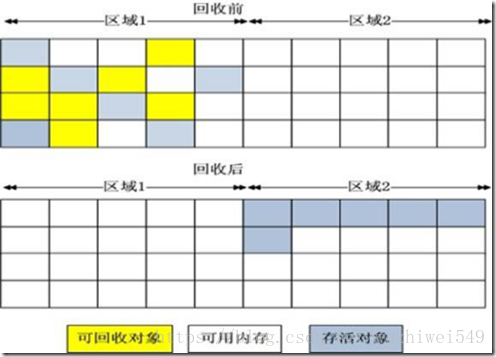 回收前
区域1 区域2
回收后
区域1 区域2
可回收对象 可用内存 存活对象